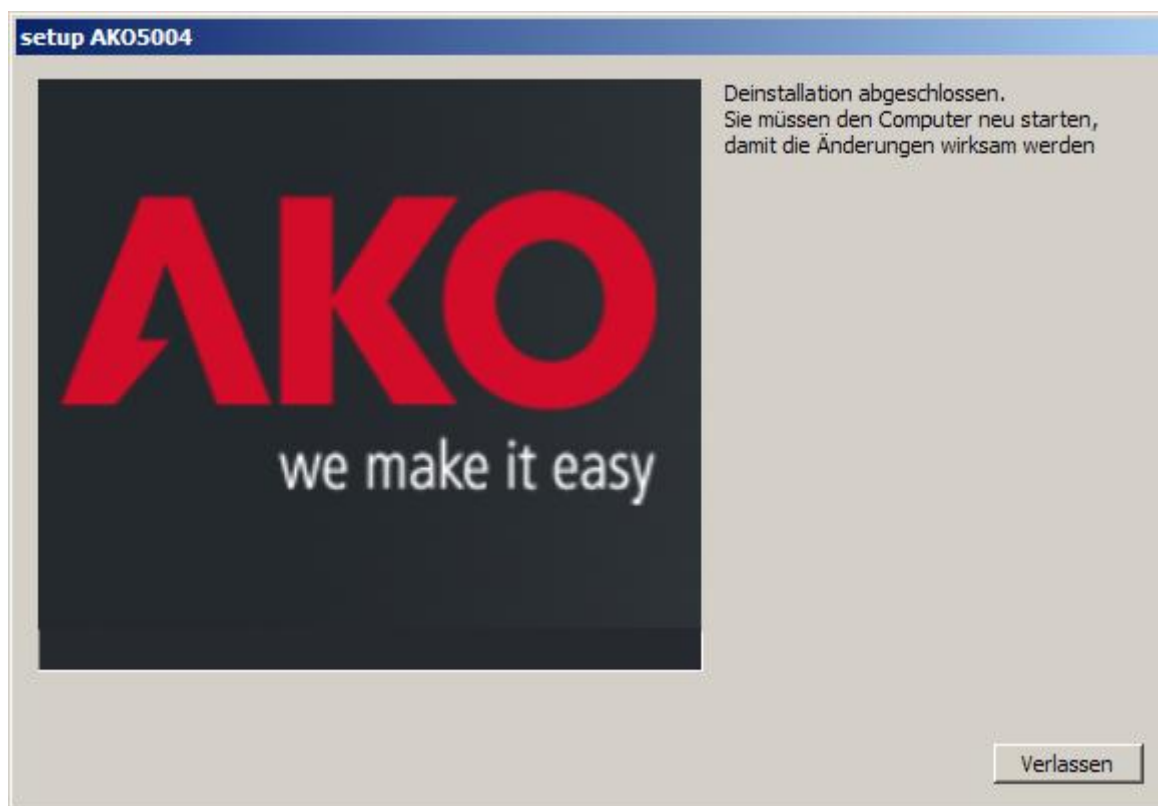 setup AKO5004
Deinstallation abgeschlossen.
Sie müssen den Computer neu starten,
damit die Änderungen wirksam werden
AKO
we make it easy
Verlassen